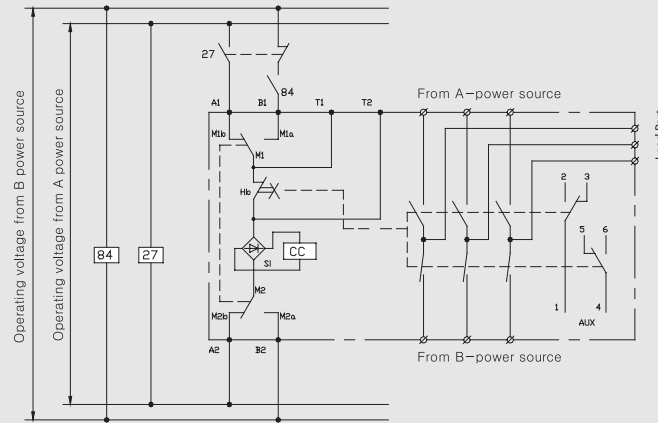 Operating voltage from B power source
Operating voltage from A power source
84
27
27
84
A1
B1
T1
T2
M1b
M1a
M1
Hb
SI
CC
M2
M2b
M2a
A2
B2
From A-power source
From B-power source
2
3
5
6
1
4
AUX